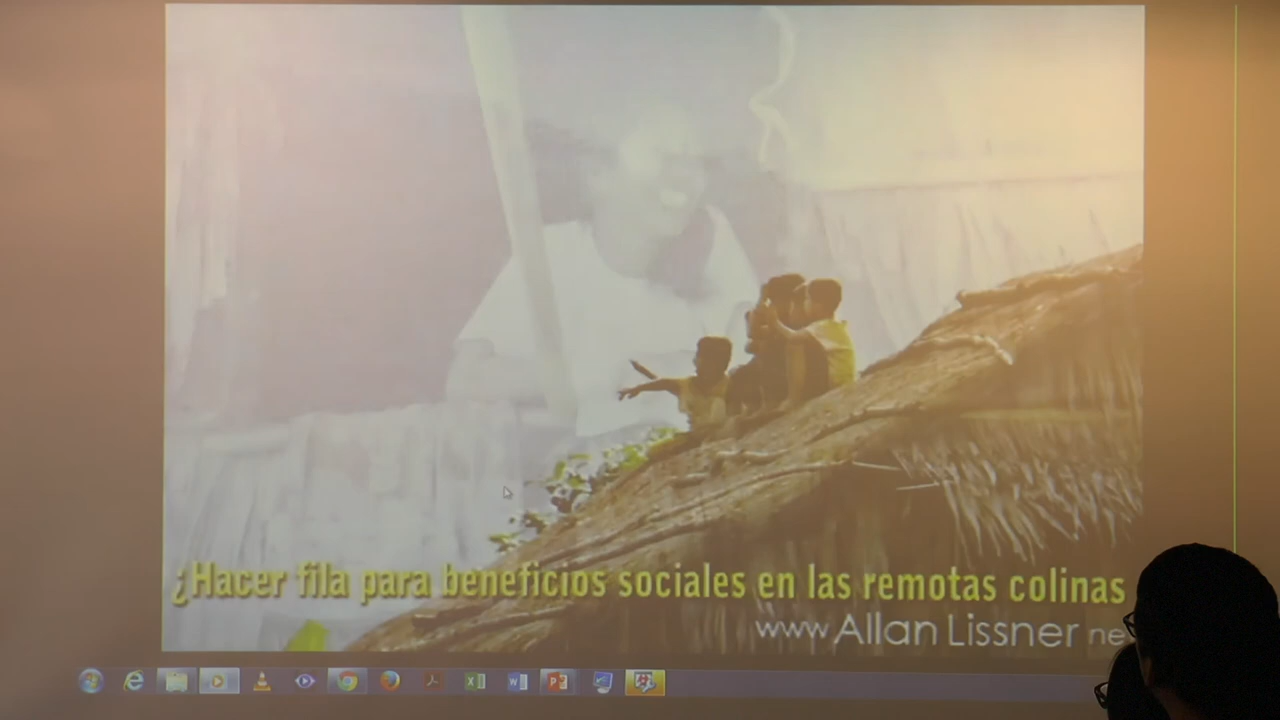 ¿Hacer fila para beneficios sociales en las remotas colinas
www Allan Lissner ne